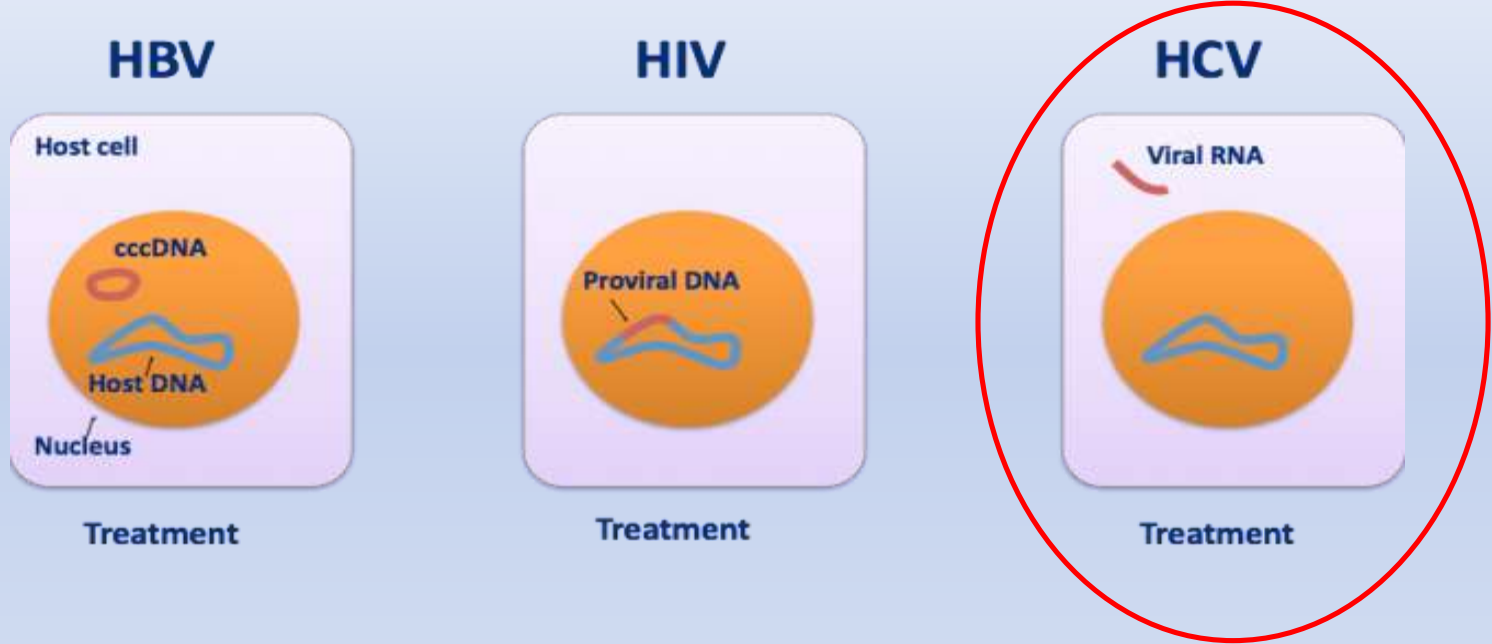 HBV
Host cell
cccDNA
Host DNA
Nucleus
Treatment
HIV
Proviral DNA
Treatment
HCV
Viral RNA
Treatment